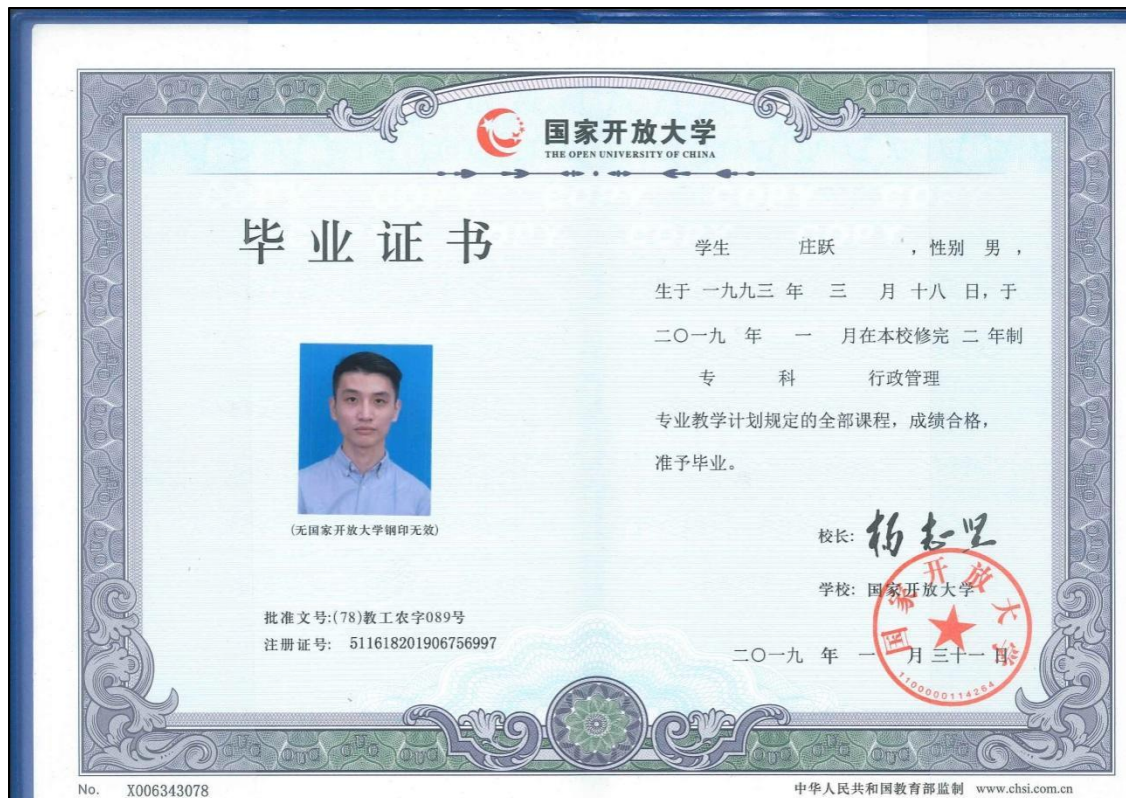 国家开放大学
THE OPEN UNIVERSITY OF CHINA
毕业证书
(无国家开放大学钢印无效)
批准文号:(78)教工农字089号
注册证号: 511618201906756997
学生 庄跃 ，性别 男 ，
生于 一九九三 年 三 月 十八 日，于
二〇一九 年 一 月在本校修完 二 年制
专 科 行政管理
专业教学计划规定的全部课程，成绩合格，
准予毕业。
校长: 杨志坚
学校: 国家开放大学
二〇一九 年 一 月 三十一 日
国家开放大学
1100000114264
No. X006343078
中华人民共和国教育部监制 www.chsi.com.cn